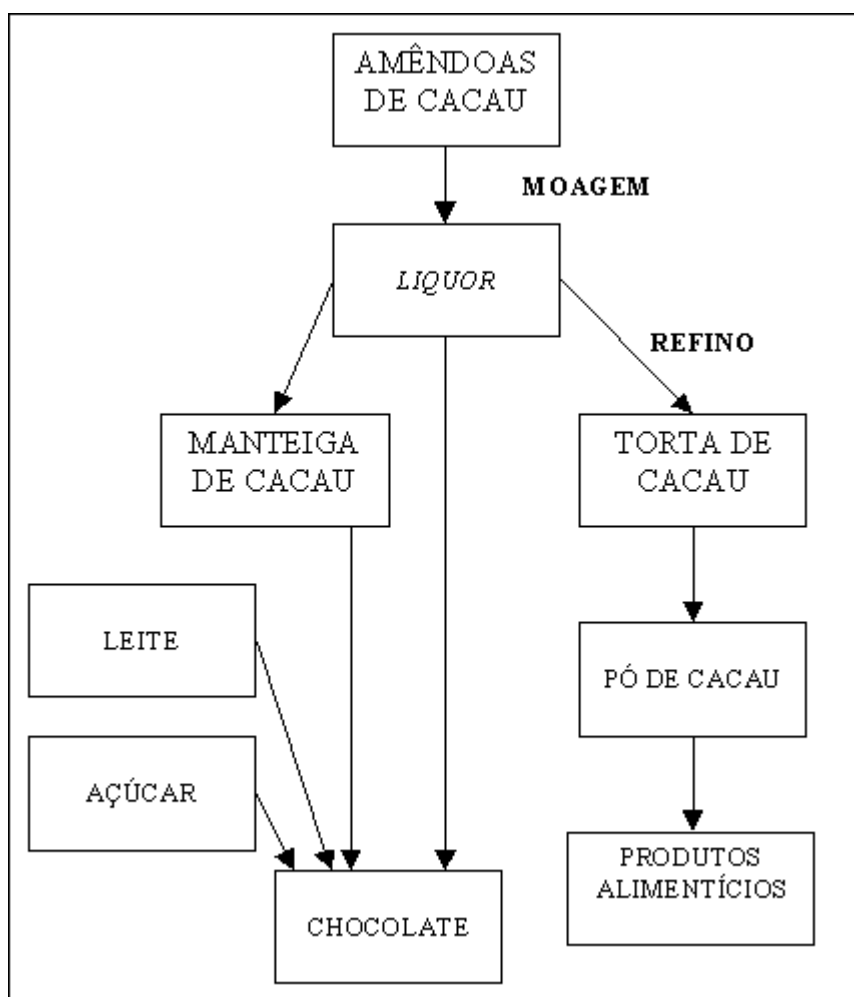 AMÊNDOAS
DE CACAU
MOAGEM
LIQUOR
REFINO
MANTEIGA
DE CACAU
TORTA DE
CACAU
LEITE
PÓ DE CACAU
AÇÚCAR
PRODUTOS
ALIMENTÍCIOS
CHOCOLATE